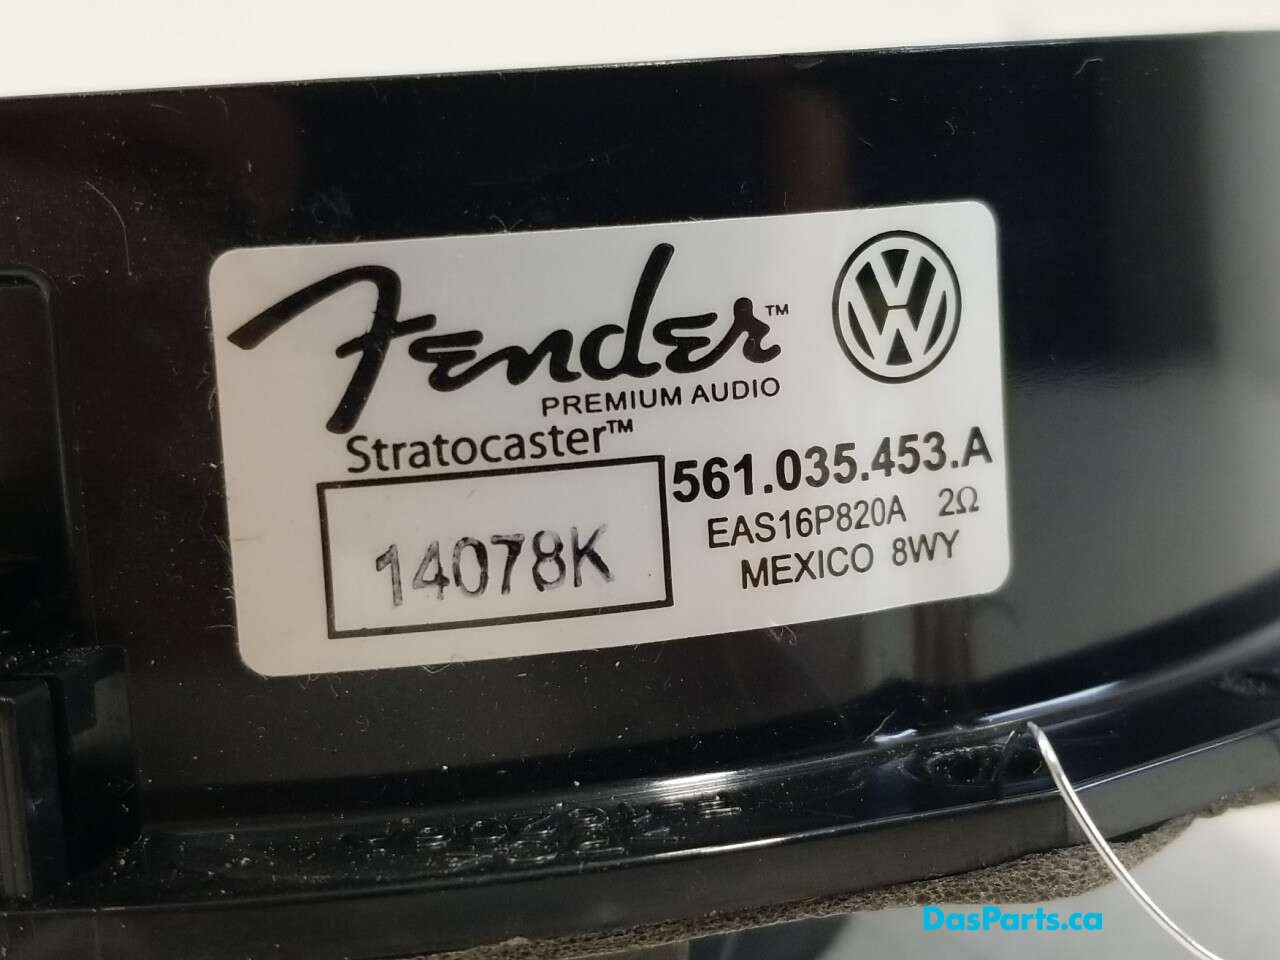 Fender™
PREMIUM AUDIO
Stratocaster™
561.035.453.A
EAS16P820A 2Ω
MEXICO 8WY
14078K
DasParts.ca